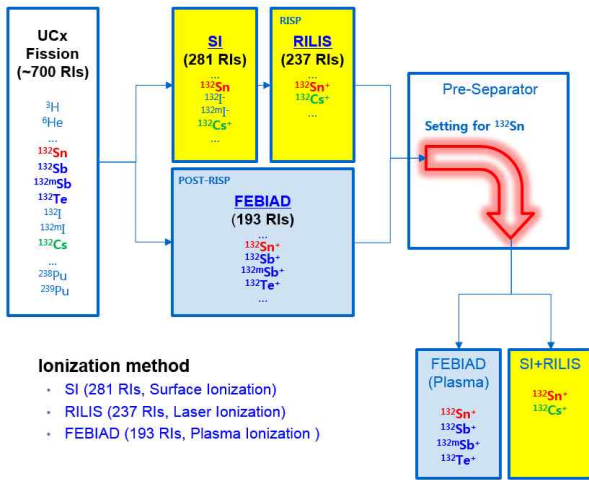 UCx
Fission
(~700 RIs)
³H
⁶He
...
¹³²Sn
¹³²Sb
¹³²ᵐSb
¹³²Te
¹³²I
¹³²ᵐI
¹³²Cs
...
²³⁸Pu
²³⁹Pu
SI
(281 RIs)
...
¹³²Sn
¹³²I⁻
¹³²ᵐI⁻
¹³²Cs⁺
...
RISP
RILIS
(237 RIs)
...
¹³²Sn⁺
¹³²Cs⁺
...
POST-RISP
FEBIAD
(193 RIs)
...
¹³²Sn⁺
¹³²Sb⁺
¹³²ᵐSb⁺
¹³²Te⁺
...
Pre-Separator
Setting for ¹³²Sn
FEBIAD
(Plasma)
¹³²Sn⁺
¹³²Sb⁺
¹³²ᵐSb⁺
¹³²Te⁺
SI+RILIS
¹³²Sn⁺
¹³²Cs⁺
Ionization method
• SI (281 RIs, Surface Ionization)
• RILIS (237 RIs, Laser Ionization)
• FEBIAD (193 RIs, Plasma Ionization )